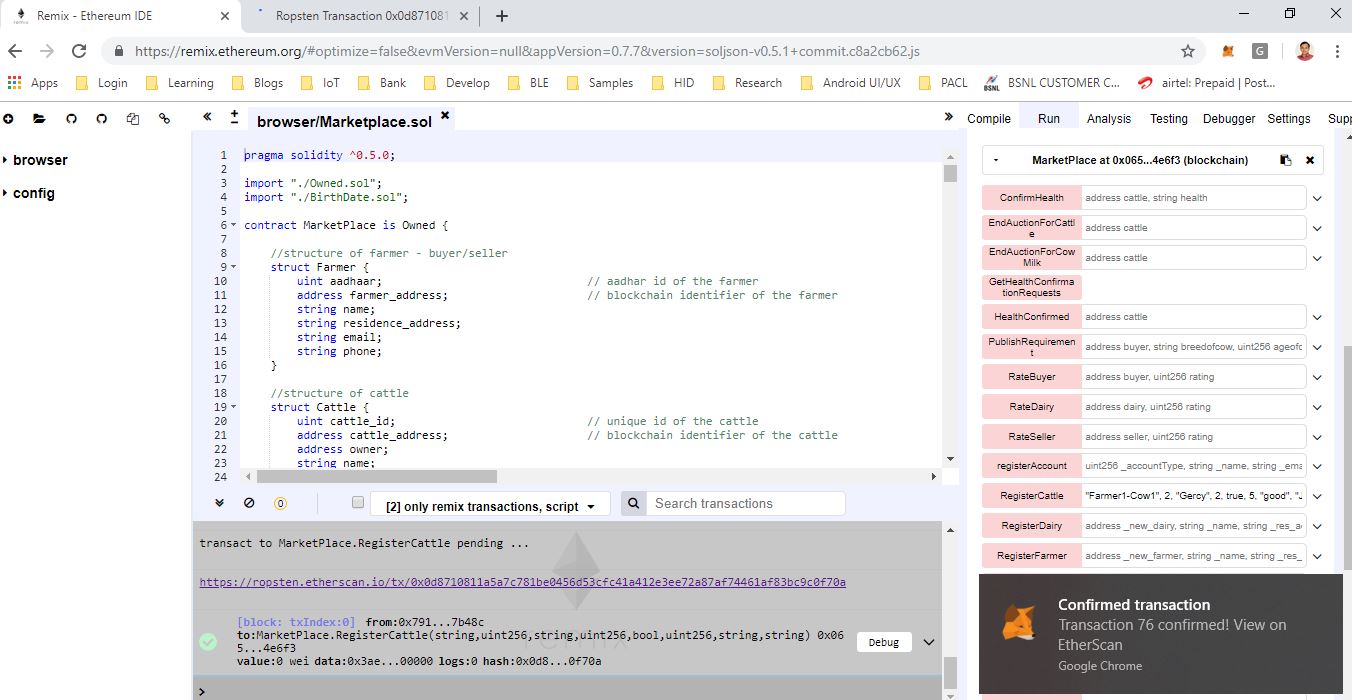 Remix - Ethereum IDE
Ropsten Transaction 0x0d871081
https://remix.ethereum.org/#optimize=false&evmVersion=null&appVersion=0.7.7&version=soljson-v0.5.1+commit.c8a2cb62.js
G
Apps Login Learning Blogs IoT Bank Develop BLE Samples HID Research Android UI/UX PACL BSNL CUSTOMER C... airtel: Prepaid | Post...
browser/Marketplace.sol
Compile Run Analysis Testing Debugger Settings Supp
browser
config
1 pragma solidity ^0.5.0;
2
3 import "./Owned.sol";
4 import "./BirthDate.sol";
5
6 contract MarketPlace is Owned {
7
8 //structure of farmer - buyer/seller
9 struct Farmer {
10 uint aadhaar; // aadhar id of the farmer
11 address farmer_address; // blockchain identifier of the farmer
12 string name;
13 string residence_address;
14 string email;
15 string phone;
16 }
17
18 //structure of cattle
19 struct Cattle {
20 uint cattle_id; // unique id of the cattle
21 address cattle_address; // blockchain identifier of the cattle
22 address owner;
23 string name;
24
0
[2] only remix transactions, script
Search transactions
transact to MarketPlace.RegisterCattle pending ...
https://ropsten.etherscan.io/tx/0x0d8710811a5a7c781be0456d53cfc41a412e3ee72a87af74461af83bc9c0f70a
[block: txIndex:0] from:0x791...7b48c
to:MarketPlace.RegisterCattle(string,uint256,string,uint256,bool,uint256,string,string) 0x06
5...4e6f3
value:0 wei data:0x3ae...00000 logs:0 hash:0x0d8...0f70a
Debug
>
MarketPlace at 0x065...4e6f3 (blockchain)
ConfirmHealth address cattle, string health
EndAuctionForCattl
e address cattle
EndAuctionForCow
Milk address cattle
GetHealthConfirma
tionRequests
HealthConfirmed address cattle
PublishRequiremen
t address buyer, string breedofcow, uint256 ageofc
RateBuyer address buyer, uint256 rating
RateDairy address dairy, uint256 rating
RateSeller address seller, uint256 rating
registerAccount uint256 _accountType, string _name, string _ema
RegisterCattle "Farmer1-Cow1", 2, "Gercy", 2, true, 5, "good", "J
RegisterDairy address _new_dairy, string _name, string _res_a
RegisterFarmer address _new_farmer, string _name, string _res_
Confirmed transaction
Transaction 76 confirmed! View on
EtherScan
Google Chrome